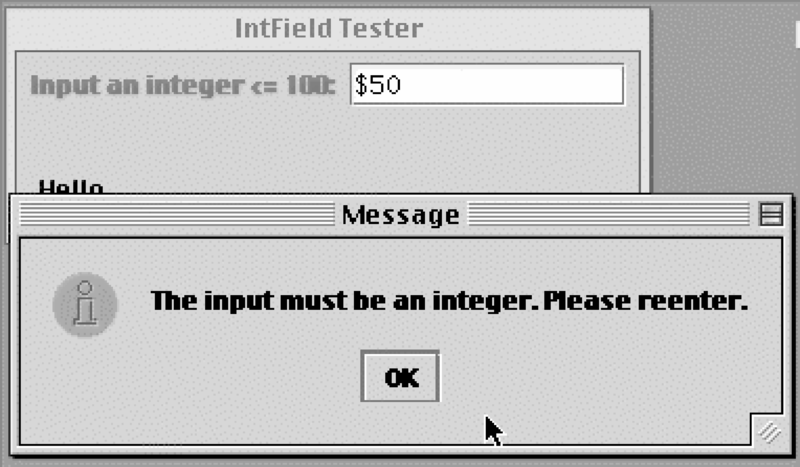 IntField Tester
Input an integer <= 100: $50
Hello
Message
The input must be an integer. Please reenter.
OK